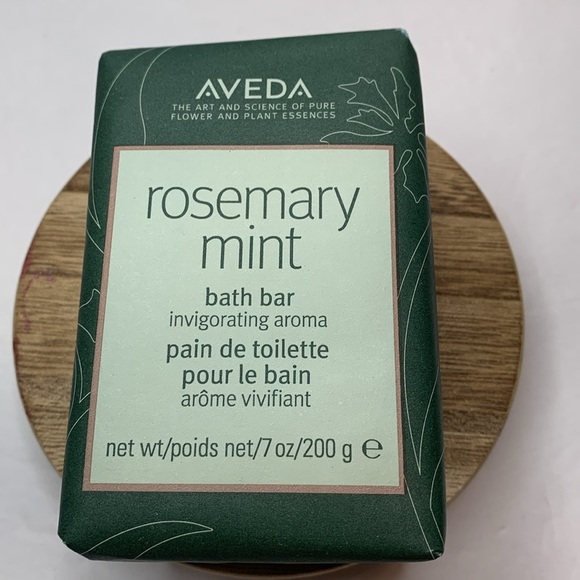 AVEDA
THE ART AND SCIENCE OF PURE
FLOWER AND PLANT ESSENCES
rosemary
mint
bath bar
invigorating aroma
pain de toilette
pour le bain
arôme vivifiant
net wt/poids net/7 oz/200 g ℮